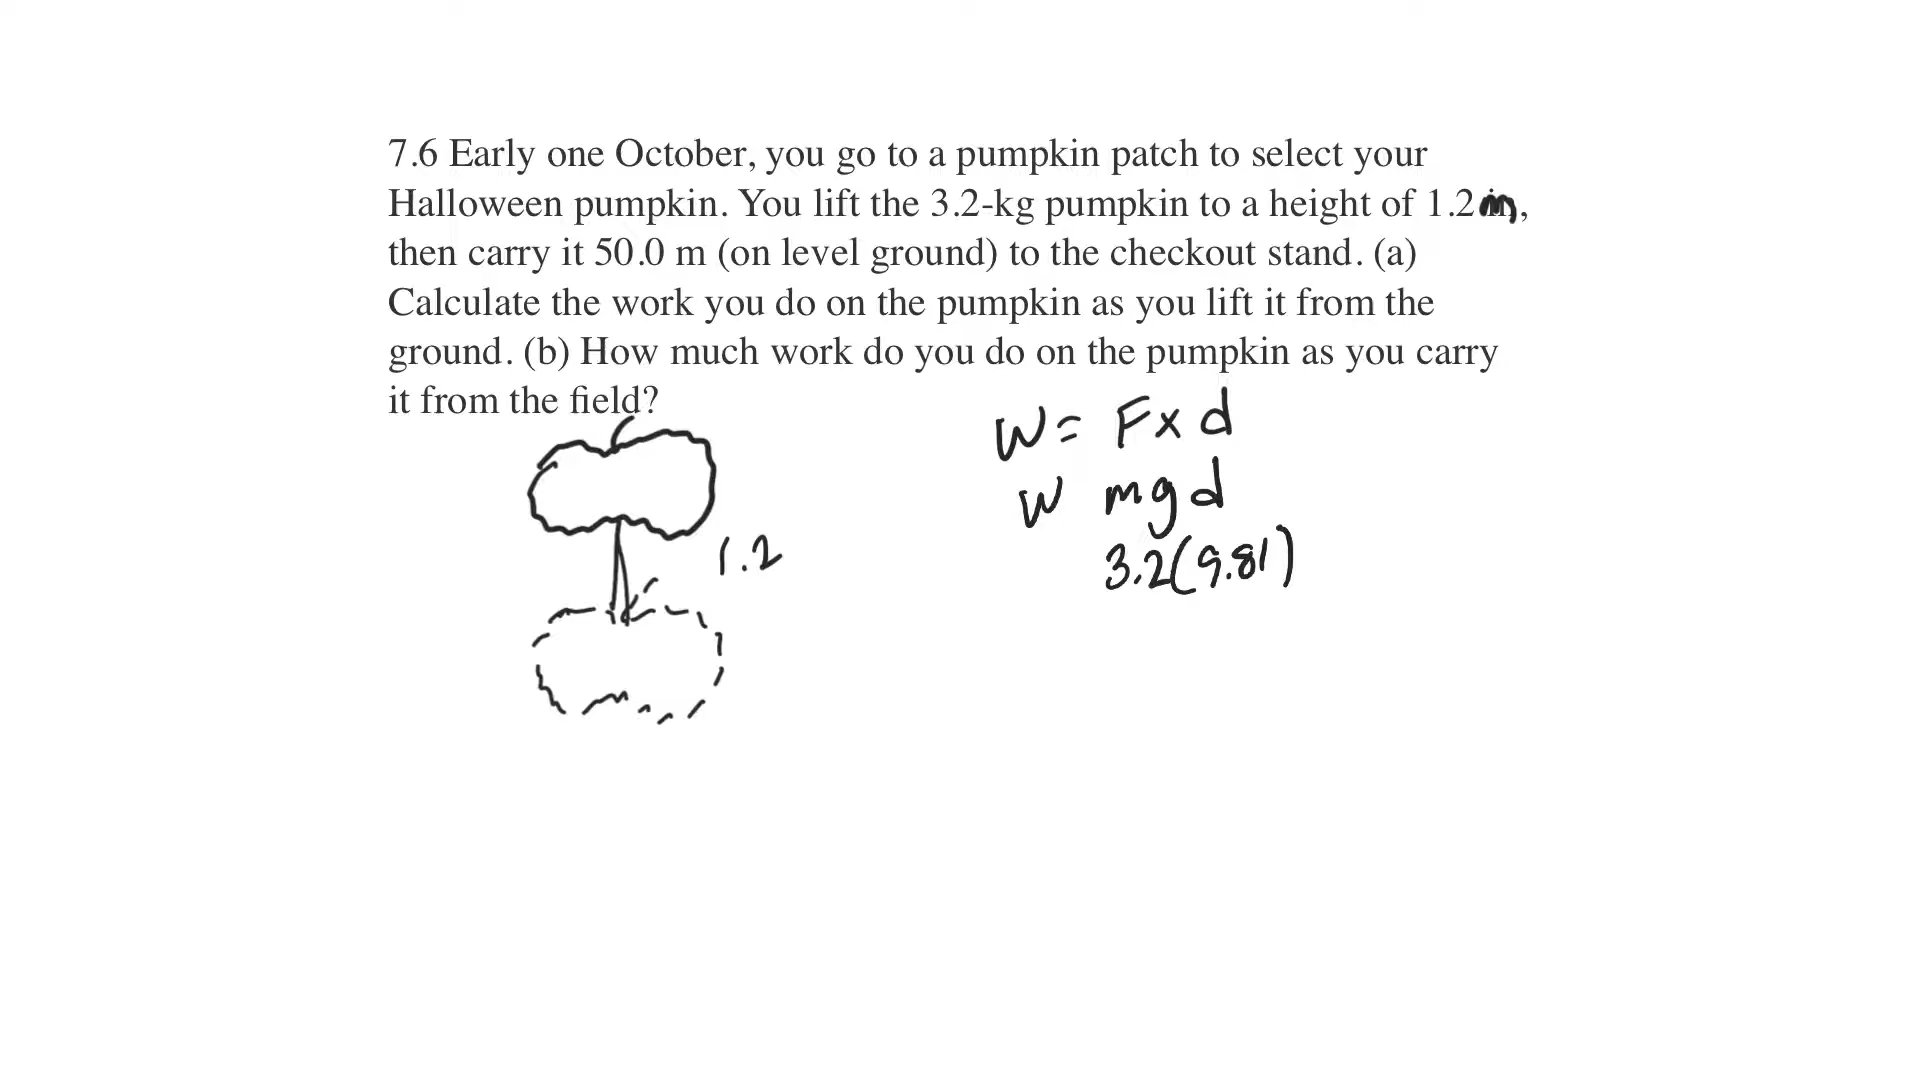 7.6 Early one October, you go to a pumpkin patch to select your
Halloween pumpkin. You lift the 3.2-kg pumpkin to a height of 1.2 m,
then carry it 50.0 m (on level ground) to the checkout stand. (a)
Calculate the work you do on the pumpkin as you lift it from the
ground. (b) How much work do you do on the pumpkin as you carry
it from the field?
W = F x d
W mgd
3.2(9.81)
1.2